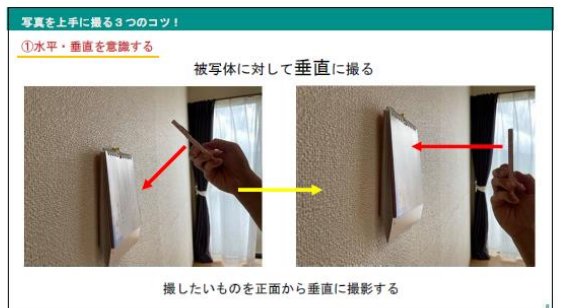 写真を上手に撮る３つのコツ！
①水平・垂直を意識する
被写体に対して垂直に撮る
撮したいものを正面から垂直に撮影する